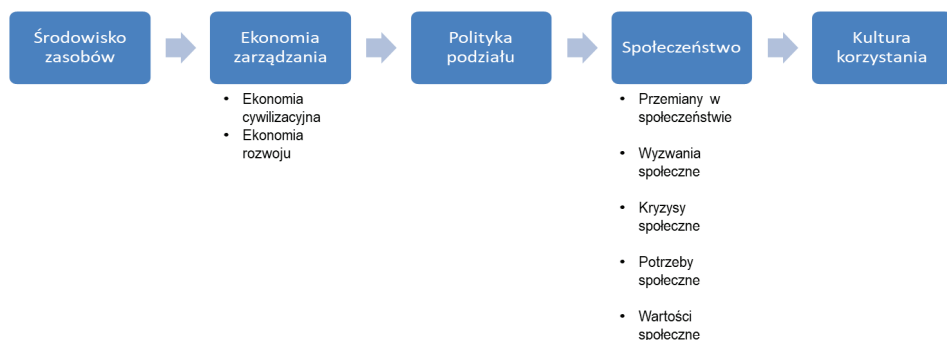 Środowisko
zasobów
Ekonomia
zarządzania
Polityka
podziału
Społeczeństwo
Kultura
korzystania
• Ekonomia
cywilizacyjna
• Ekonomia
rozwoju
• Przemiany w
społeczeństwie
• Wyzwania
społeczne
• Kryzysy
społeczne
• Potrzeby
społeczne
• Wartości
społeczne